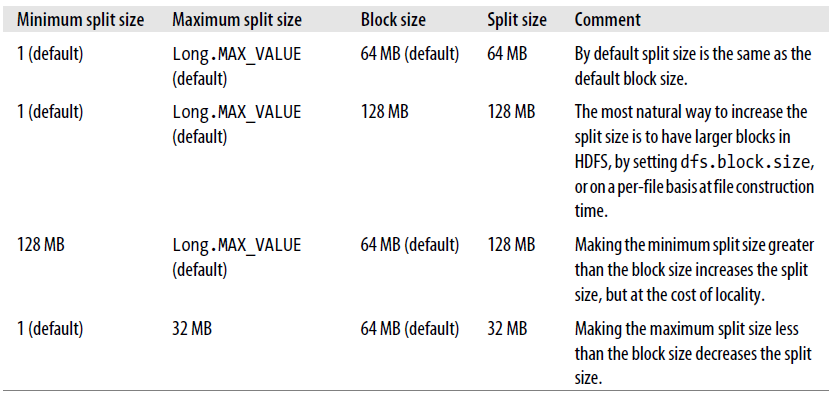 Minimum split size Maximum split size Block size Split size Comment
1 (default) Long.MAX_VALUE 64 MB (default) 64 MB By default split size is the same as the
(default) default block size.
1 (default) Long.MAX_VALUE 128 MB 128 MB The most natural way to increase the
(default) split size is to have larger blocks in
HDFS, by setting dfs.block.size,
or on a per-file basis at file construction
time.
128 MB Long.MAX_VALUE 64 MB (default) 128 MB Making the minimum split size greater
(default) than the block size increases the split
size, but at the cost of locality.
1 (default) 32 MB 64 MB (default) 32 MB Making the maximum split size less
than the block size decreases the split
size.